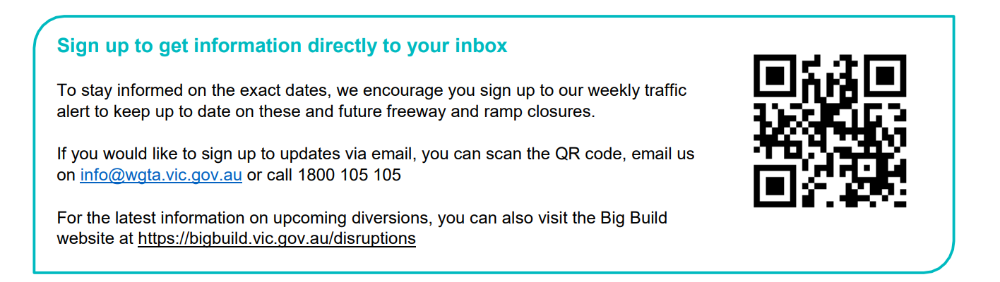 Sign up to get information directly to your inbox
To stay informed on the exact dates, we encourage you sign up to our weekly traffic
alert to keep up to date on these and future freeway and ramp closures.
If you would like to sign up to updates via email, you can scan the QR code, email us
on info@wgta.vic.gov.au or call 1800 105 105
For the latest information on upcoming diversions, you can also visit the Big Build
website at https://bigbuild.vic.gov.au/disruptions